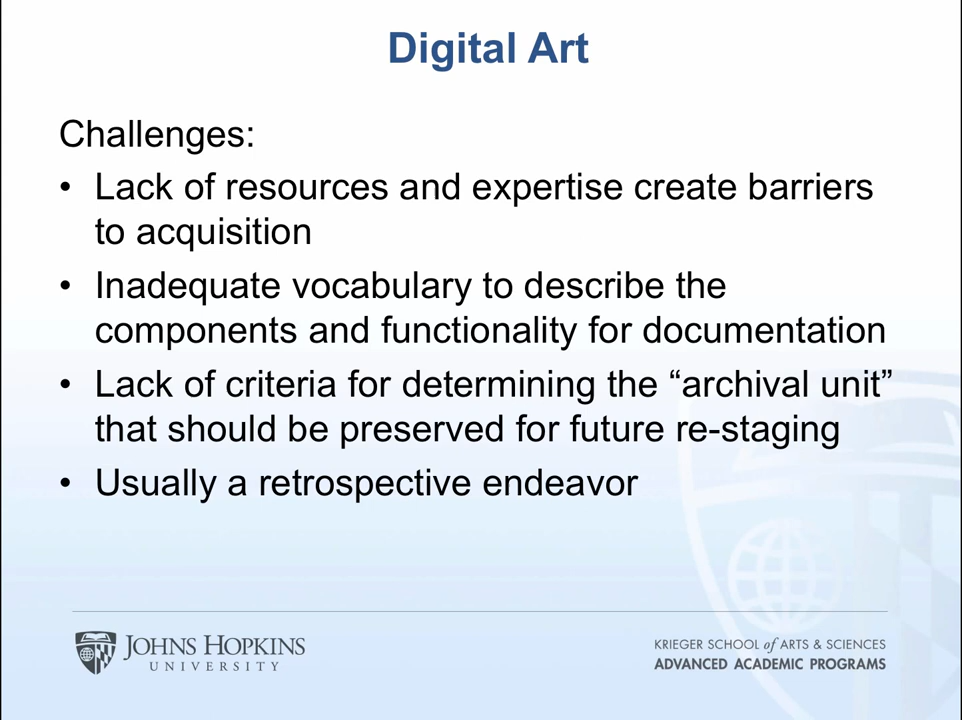 Digital Art
Challenges:
• Lack of resources and expertise create barriers
to acquisition
• Inadequate vocabulary to describe the
components and functionality for documentation
• Lack of criteria for determining the “archival unit”
that should be preserved for future re-staging
• Usually a retrospective endeavor
JOHNS HOPKINS
UNIVERSITY
KRIEGER SCHOOL of ARTS & SCIENCES
ADVANCED ACADEMIC PROGRAMS